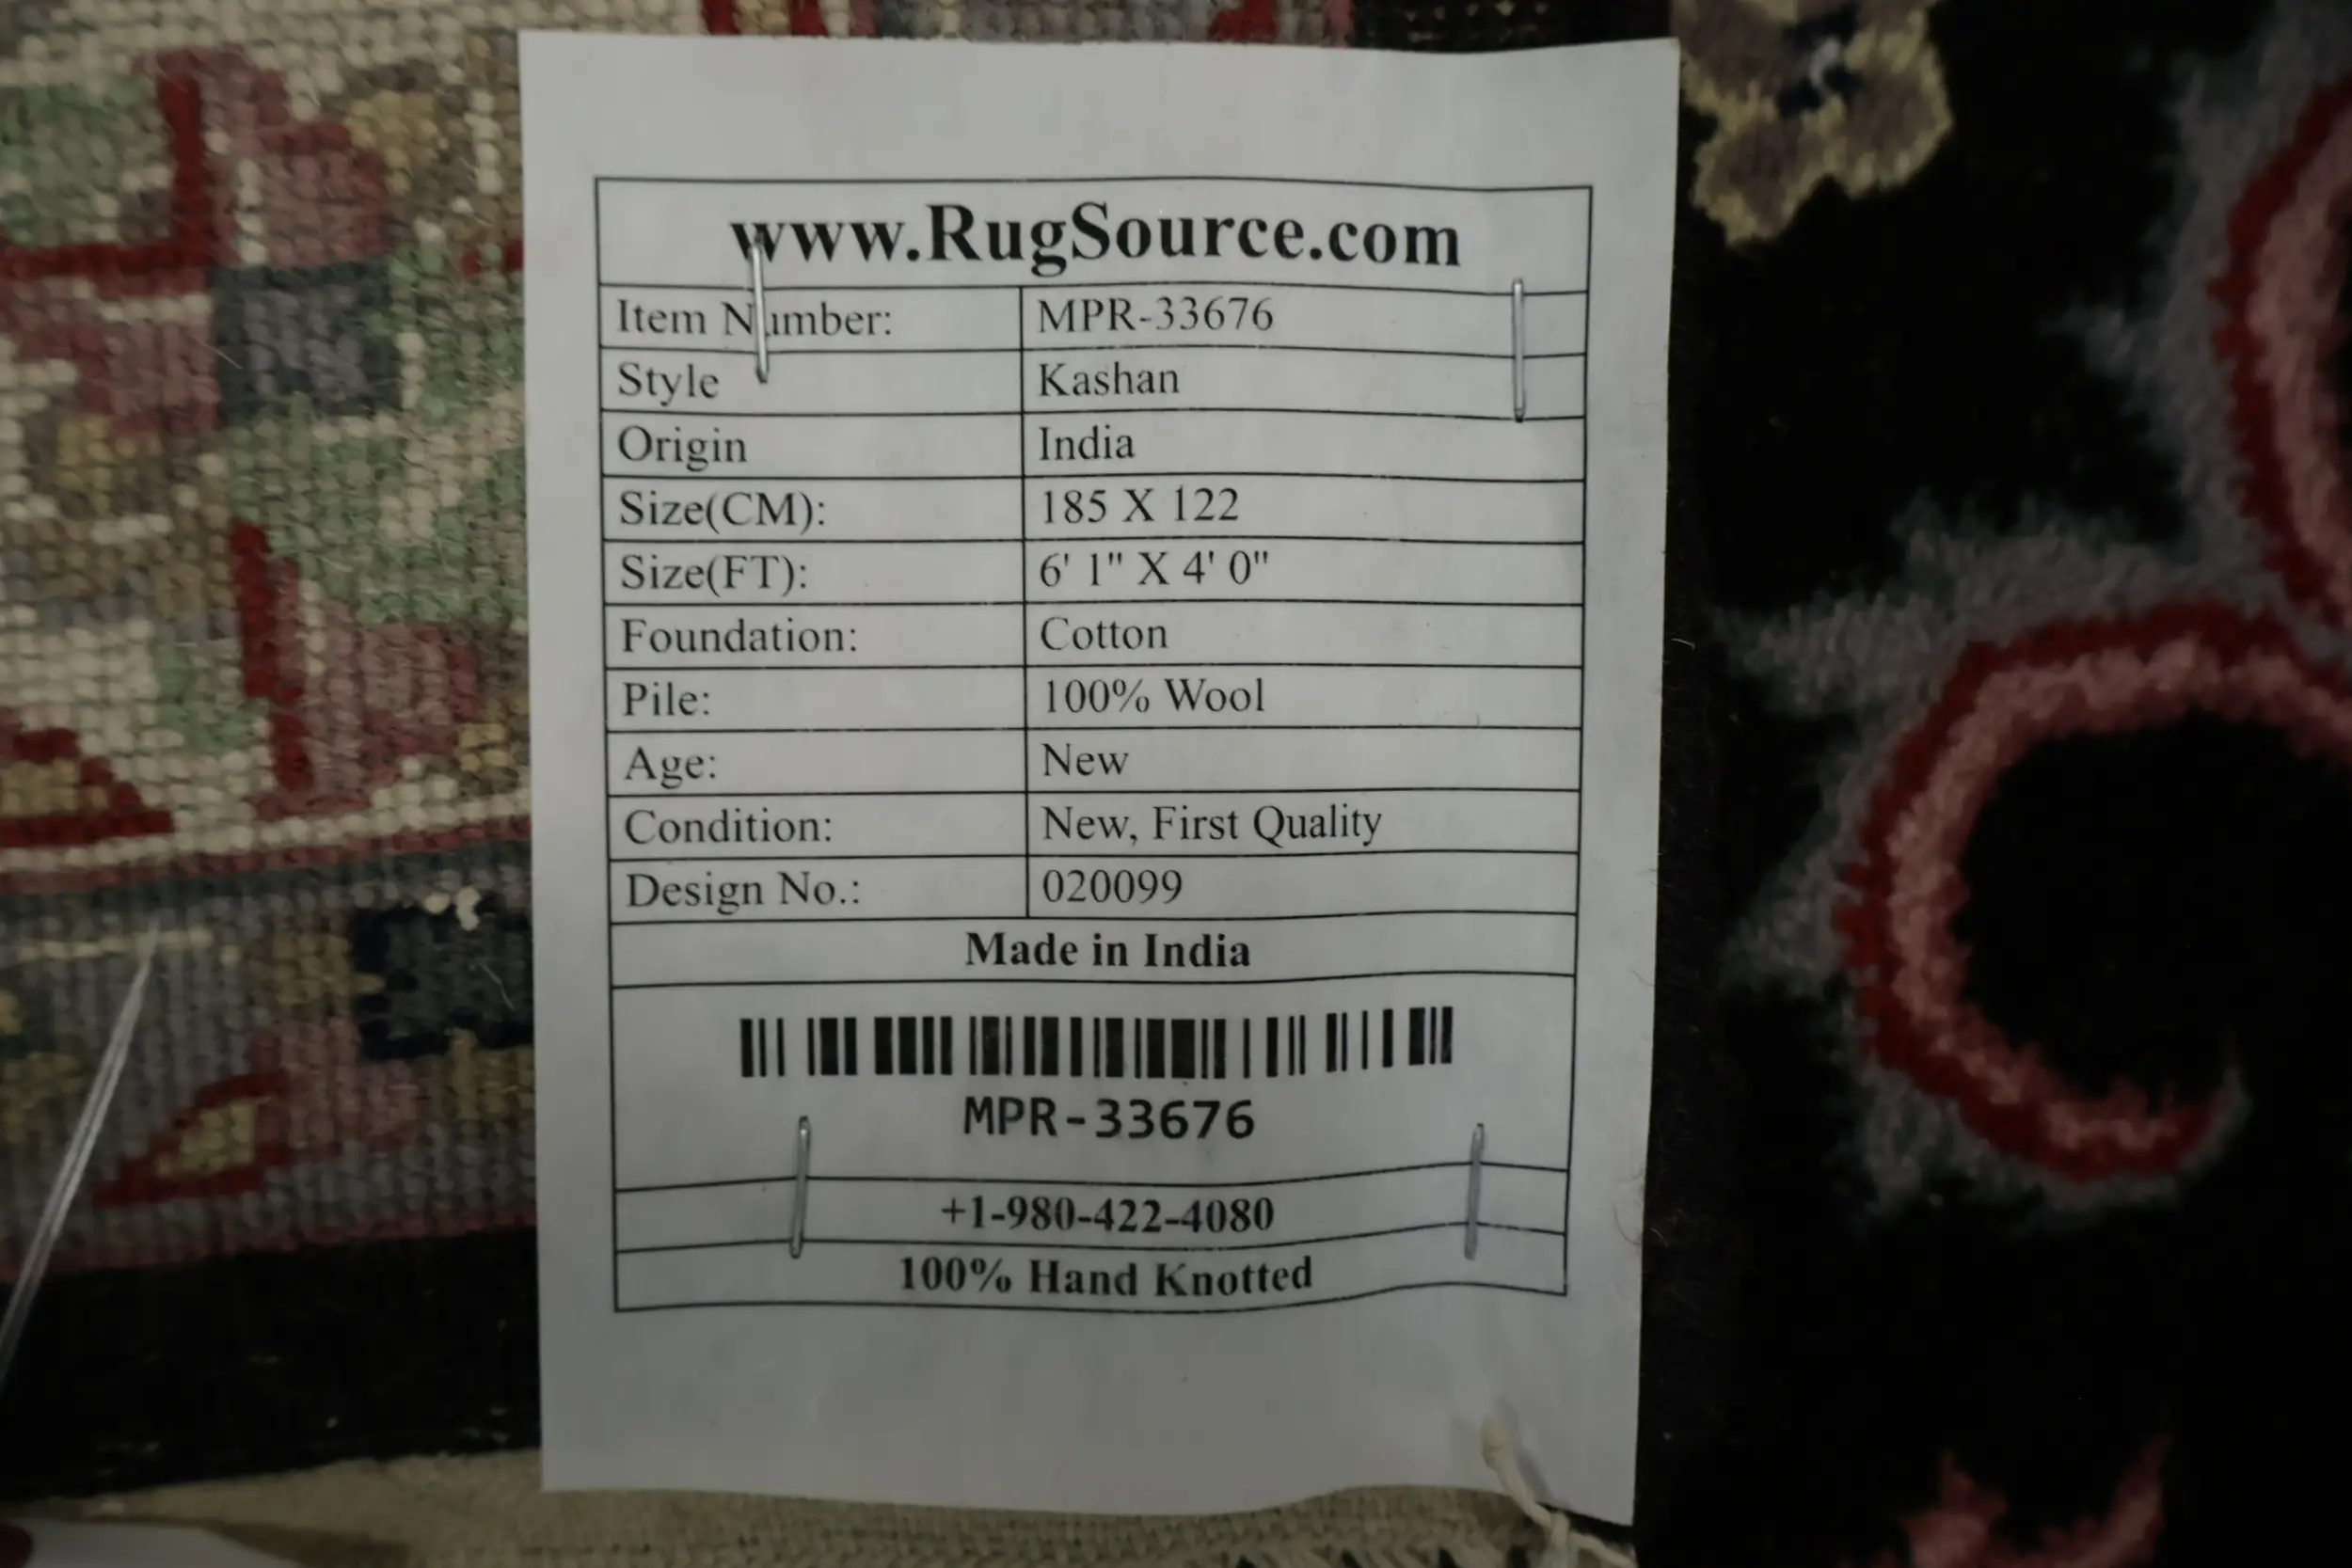 www.RugSource.com
Item Number: MPR-33676
Style Kashan
Origin India
Size(CM): 185 X 122
Size(FT): 6' 1" X 4' 0"
Foundation: Cotton
Pile: 100% Wool
Age: New
Condition: New, First Quality
Design No.: 020099
Made in India
MPR-33676
+1-980-422-4080
100% Hand Knotted